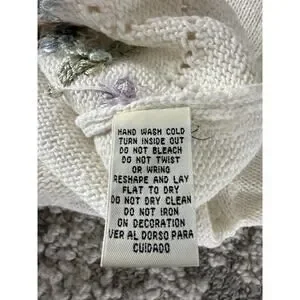 HAND WASH COLD
TURN INSIDE OUT
DO NOT BLEACH
DO NOT TWIST
OR WRING
RESHAPE AND LAY
FLAT TO DRY
DO NOT DRY CLEAN
DO NOT IRON
ON DECORATION
VER AL DORSO PARA
CUIDADO